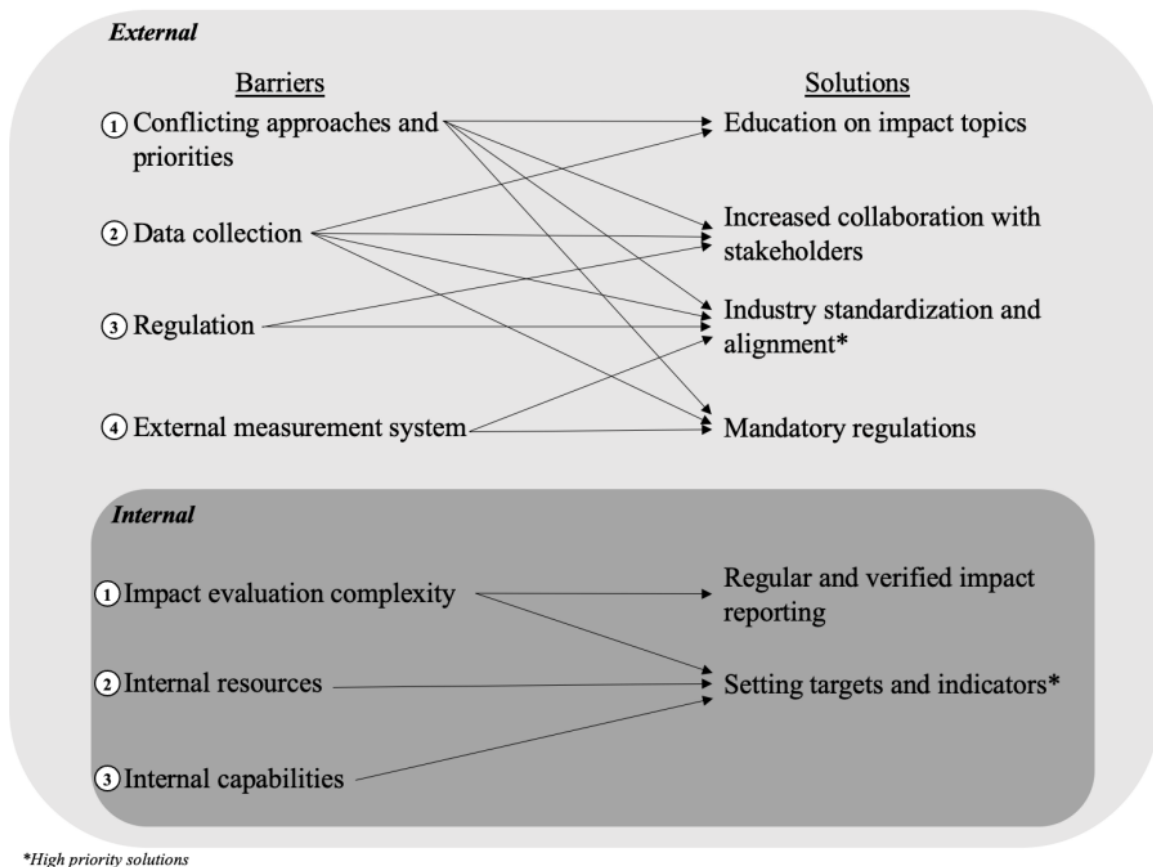 External
Barriers
Solutions
1 Conflicting approaches and
priorities
Education on impact topics
2 Data collection
Increased collaboration with
stakeholders
3 Regulation
Industry standardization and
alignment*
4 External measurement system
Mandatory regulations
Internal
1 Impact evaluation complexity
Regular and verified impact
reporting
2 Internal resources
Setting targets and indicators*
3 Internal capabilities
*High priority solutions